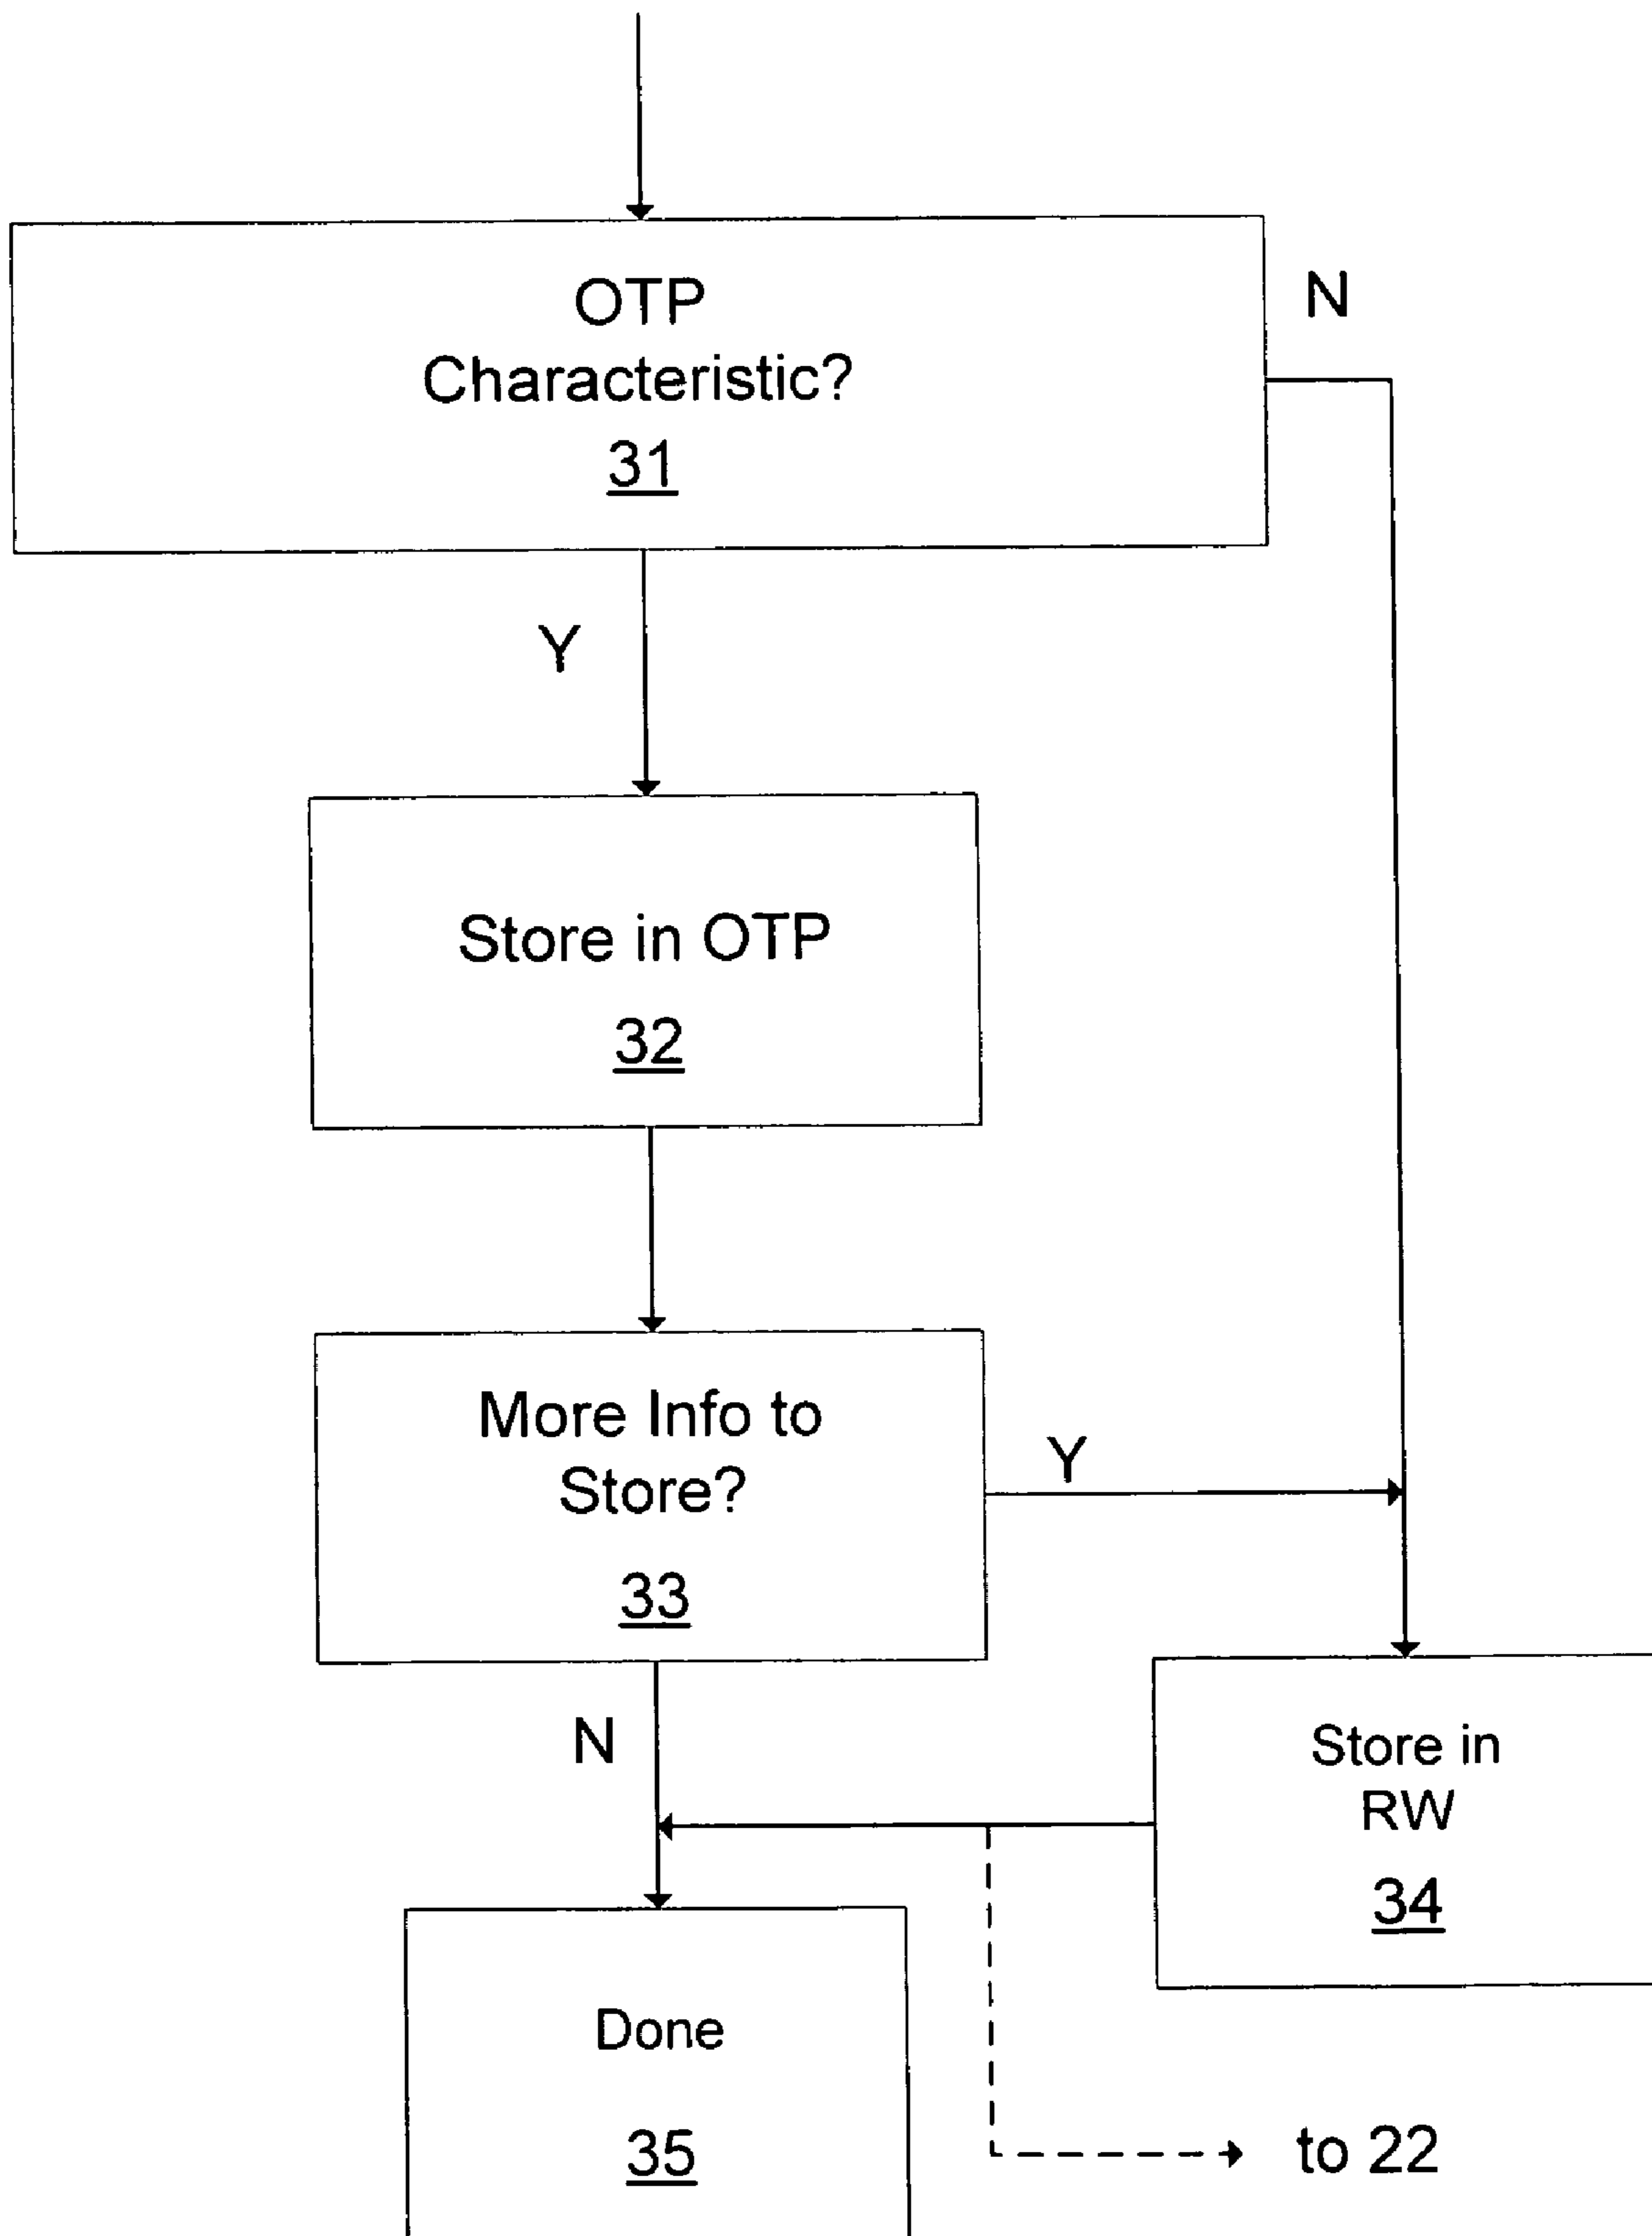 OTP
Characteristic?
31
N
Y
Store in OTP
32
More Info to
Store?
33
Y
N
Store in
RW
34
Done
35
to 22